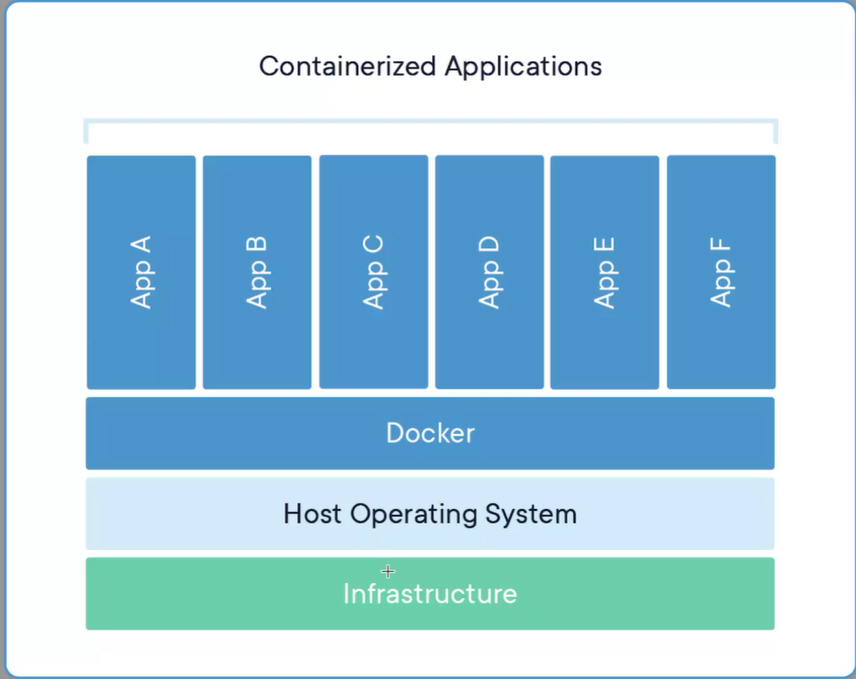 Containerized Applications
App A
App B
App C
App D
App E
App F
Docker
Host Operating System
Infrastructure